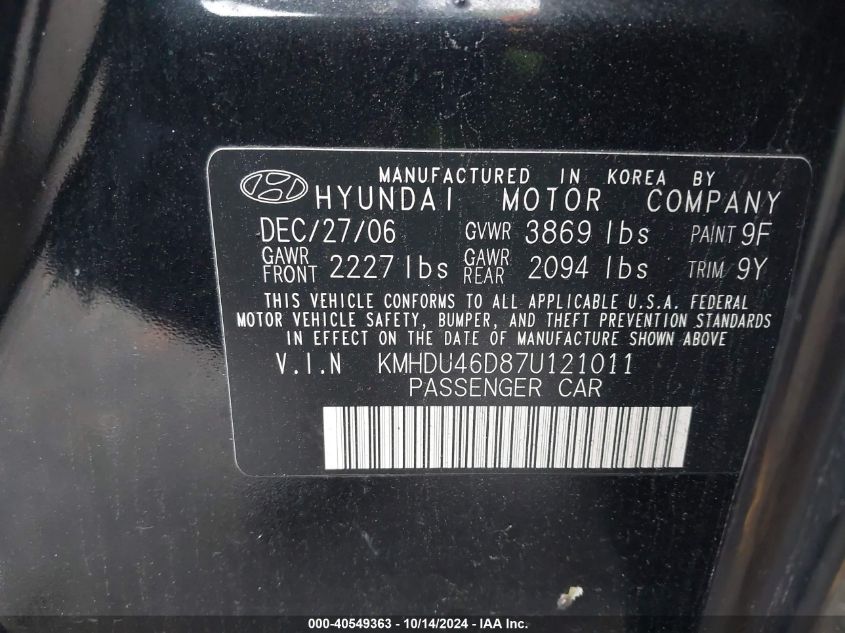 MANUFACTURED IN KOREA BY
HYUNDAI MOTOR COMPANY
DEC/27/06 GVWR 3869 lbs PAINT 9F
GAWR FRONT 2227 lbs GAWR REAR 2094 lbs TRIM 9Y
THIS VEHICLE CONFORMS TO ALL APPLICABLE U.S.A. FEDERAL
MOTOR VEHICLE SAFETY, BUMPER, AND THEFT PREVENTION STANDARDS
IN EFFECT ON THE DATE OF MANUFACTURE SHOWN ABOVE
V.I.N KMHDU46D87U121011
PASSENGER CAR
000-40549363 - 10/14/2024 - IAA Inc.